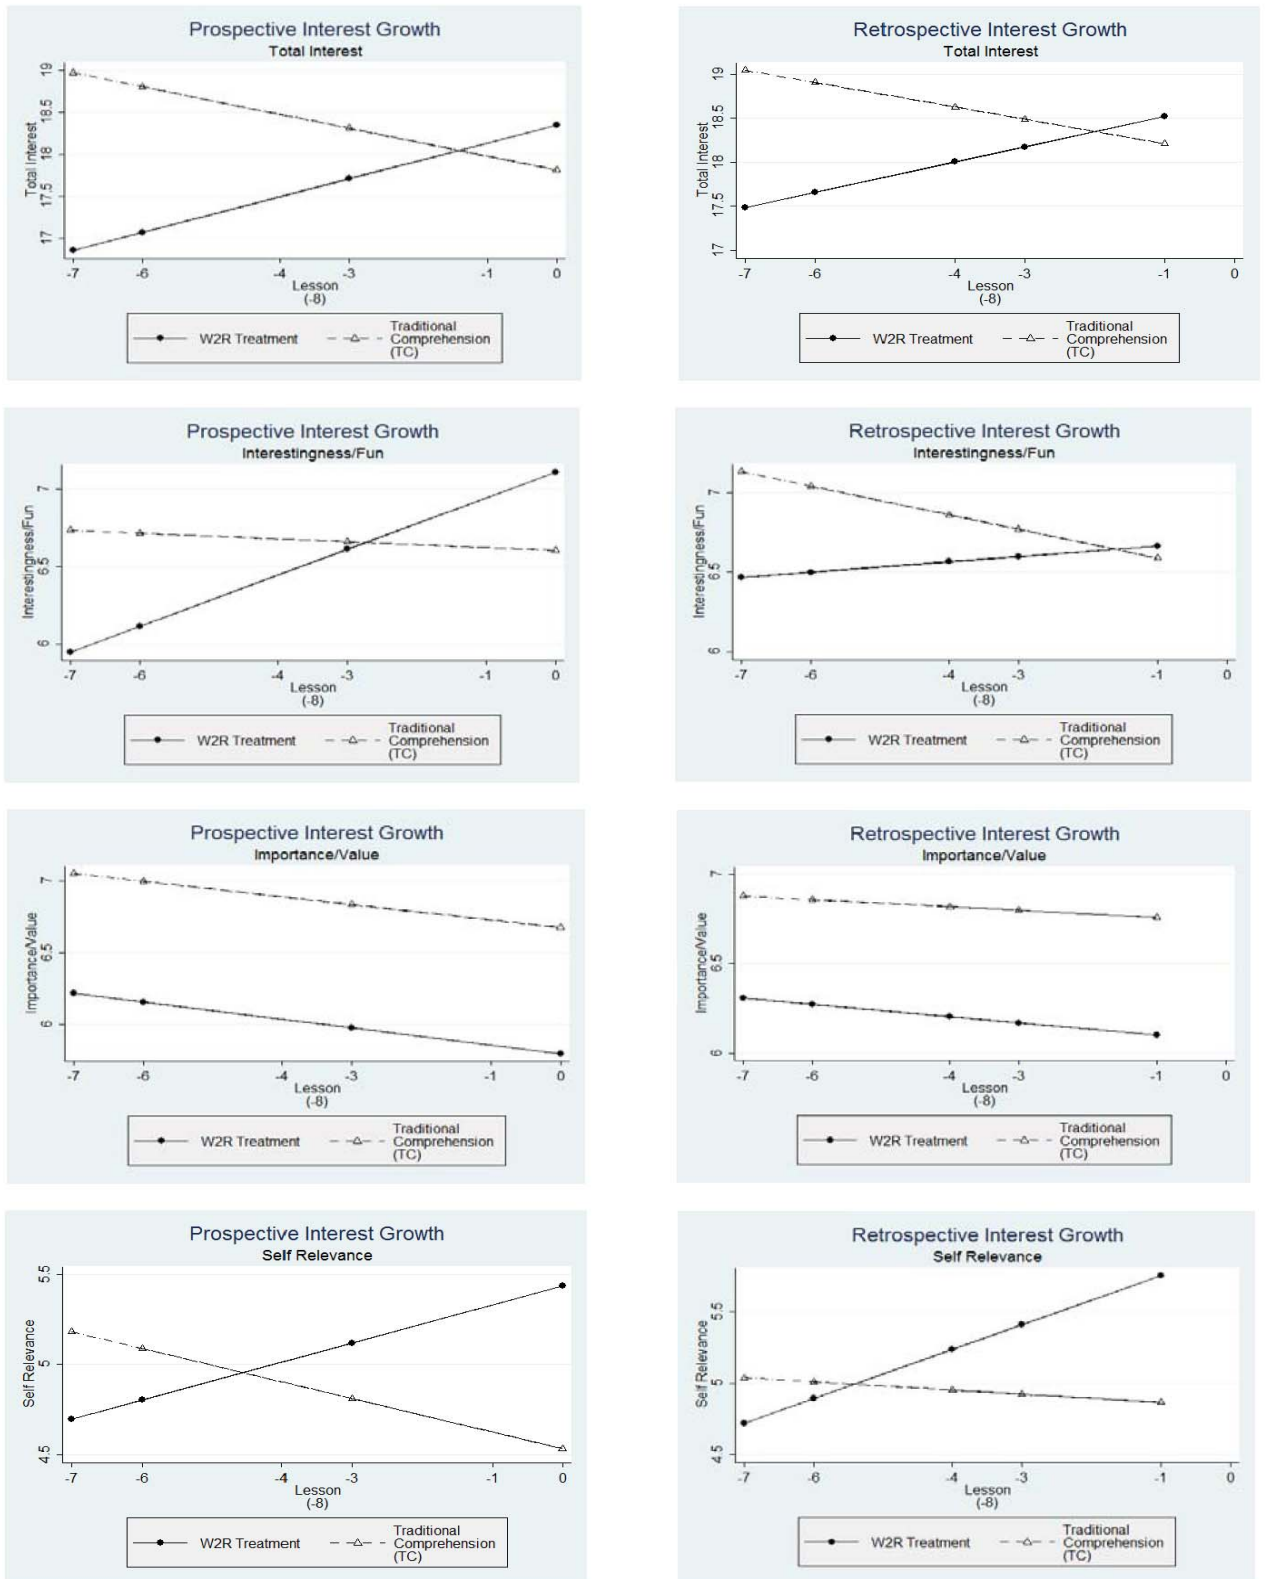 Prospective Interest Growth
Total Interest
Total Interest
19
18.5
18
17.5
17
-7 -6 -4 -3 -1 0
Lesson
(-8)
W2R Treatment
Traditional
Comprehension
(TC)
Retrospective Interest Growth
Total Interest
Total Interest
19
18.5
18
17.5
17
-7 -6 -4 -3 -1 0
Lesson
(-8)
W2R Treatment
Traditional
Comprehension
(TC)
Prospective Interest Growth
Interestingness/Fun
Interestingness/Fun
7
6.5
6
-7 -6 -4 -3 -1 0
Lesson
(-8)
W2R Treatment
Traditional
Comprehension
(TC)
Retrospective Interest Growth
Interestingness/Fun
Interestingness/Fun
7
6.5
6
-7 -6 -4 -3 -1 0
Lesson
(-8)
W2R Treatment
Traditional
Comprehension
(TC)
Prospective Interest Growth
Importance/Value
Importance/Value
7
6.5
6
-7 -6 -4 -3 -1 0
Lesson
(-8)
W2R Treatment
Traditional
Comprehension
(TC)
Retrospective Interest Growth
Importance/Value
Importance/Value
7
6.5
6
-7 -6 -4 -3 -1 0
Lesson
(-8)
W2R Treatment
Traditional
Comprehension
(TC)
Prospective Interest Growth
Self Relevance
Self Relevance
5.5
5
4.5
-7 -6 -4 -3 -1 0
Lesson
(-8)
W2R Treatment
Traditional
Comprehension
(TC)
Retrospective Interest Growth
Self Relevance
Self Relevance
5.5
5
4.5
-7 -6 -4 -3 -1 0
Lesson
(-8)
W2R Treatment
Traditional
Comprehension
(TC)